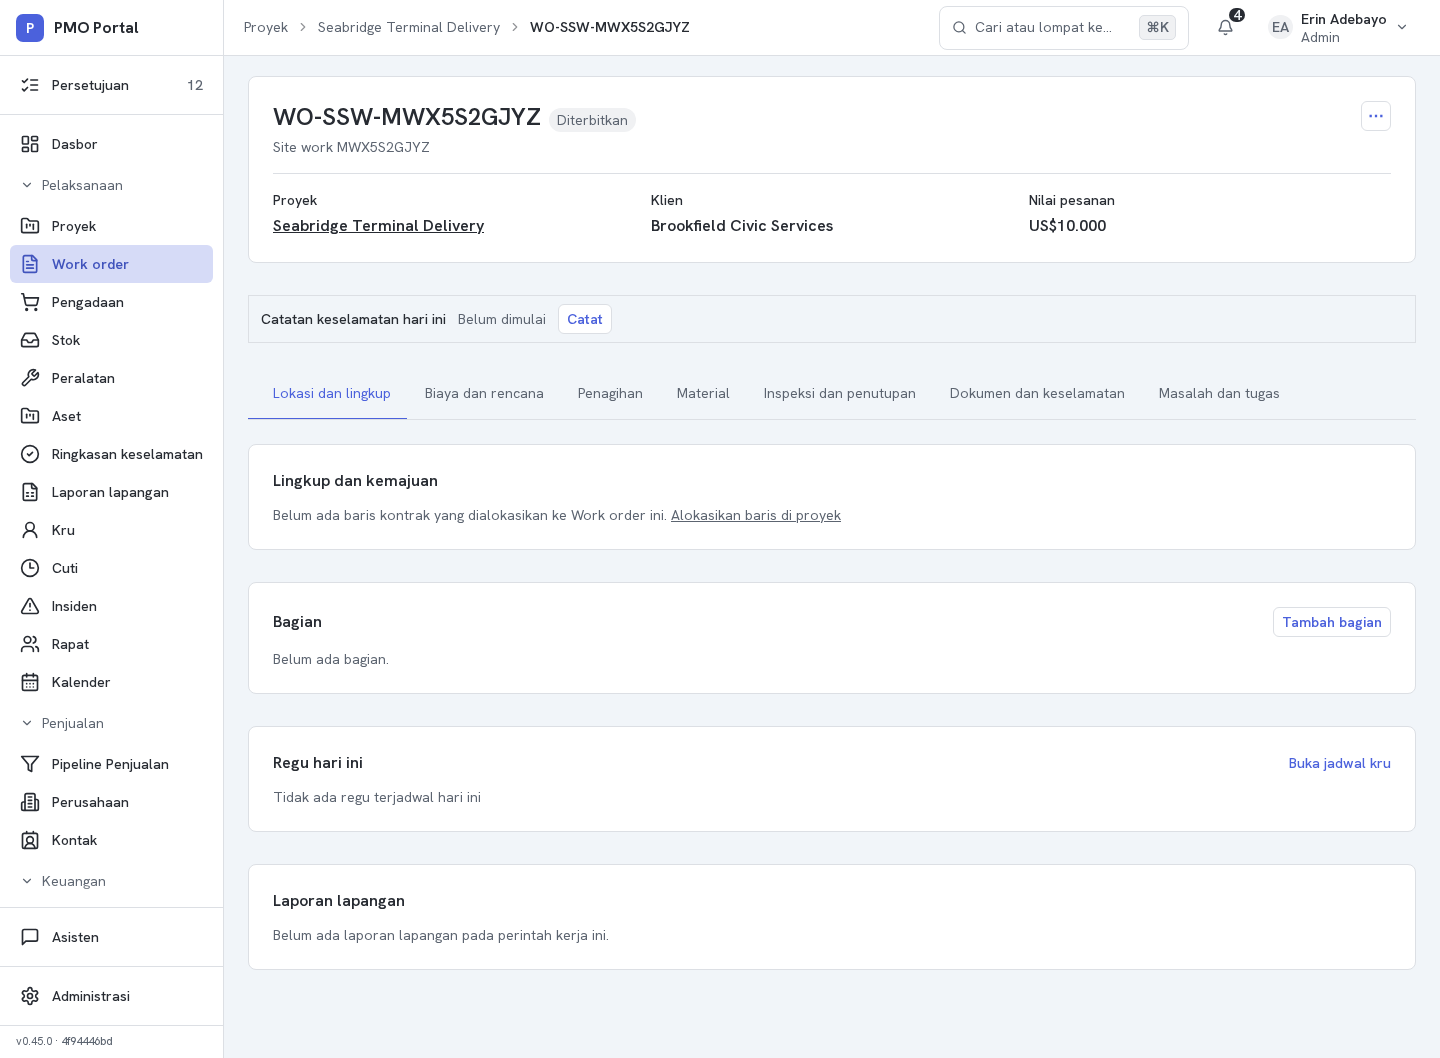 P PMO Portal
Proyek > Seabridge Terminal Delivery > WO-SSW-MWX5S2GJYZ
Cari atau lompat ke... ⌘K
4
EA Erin Adebayo
Admin
Persetujuan 12
Dasbor
Pelaksanaan
Proyek
Work order
Pengadaan
Stok
Peralatan
Aset
Ringkasan keselamatan
Laporan lapangan
Kru
Cuti
Insiden
Rapat
Kalender
Penjualan
Pipeline Penjualan
Perusahaan
Kontak
Keuangan
Asisten
Administrasi
v0.45.0 · 4f94446bd
WO-SSW-MWX5S2GJYZ Diterbitkan
Site work MWX5S2GJYZ
Proyek Klien Nilai pesanan
Seabridge Terminal Delivery Brookfield Civic Services US$10.000
Catatan keselamatan hari ini Belum dimulai Catat
Lokasi dan lingkup Biaya dan rencana Penagihan Material Inspeksi dan penutupan Dokumen dan keselamatan Masalah dan tugas
Lingkup dan kemajuan
Belum ada baris kontrak yang dialokasikan ke Work order ini. Alokasikan baris di proyek
Bagian Tambah bagian
Belum ada bagian.
Regu hari ini Buka jadwal kru
Tidak ada regu terjadwal hari ini
Laporan lapangan
Belum ada laporan lapangan pada perintah kerja ini.